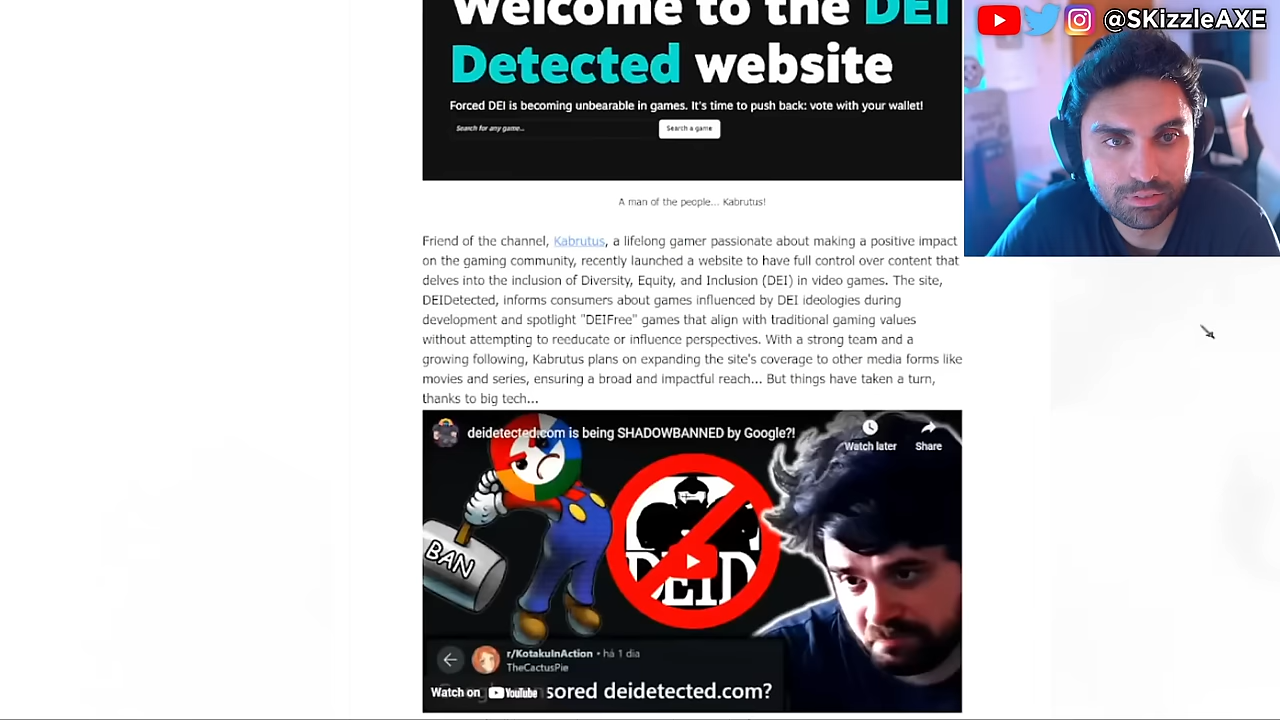 Welcome to the DEI
Detected website
@SKizzleAXE
Forced DEI is becoming unbearable in games. It's time to push back: vote with your wallet!
Search for any game...
Search a game
A man of the people... Kabrutus!
Friend of the channel, Kabrutus, a lifelong gamer passionate about making a positive impact
on the gaming community, recently launched a website to have full control over content that
delves into the inclusion of Diversity, Equity, and Inclusion (DEI) in video games. The site,
DEIDetected, informs consumers about games influenced by DEI ideologies during
development and spotlight "DEIFree" games that align with traditional gaming values
without attempting to reeducate or influence perspectives. With a strong team and a
growing following, Kabrutus plans on expanding the site's coverage to other media forms like
movies and series, ensuring a broad and impactful reach... But things have taken a turn,
thanks to big tech...
deidetected.com is being SHADOWBANNED by Google?!
Watch later
Share
BAN
DEID
r/KotakuInAction • há 1 dia
TheCactusPie
Watch on YouTube
sored deidetected.com?